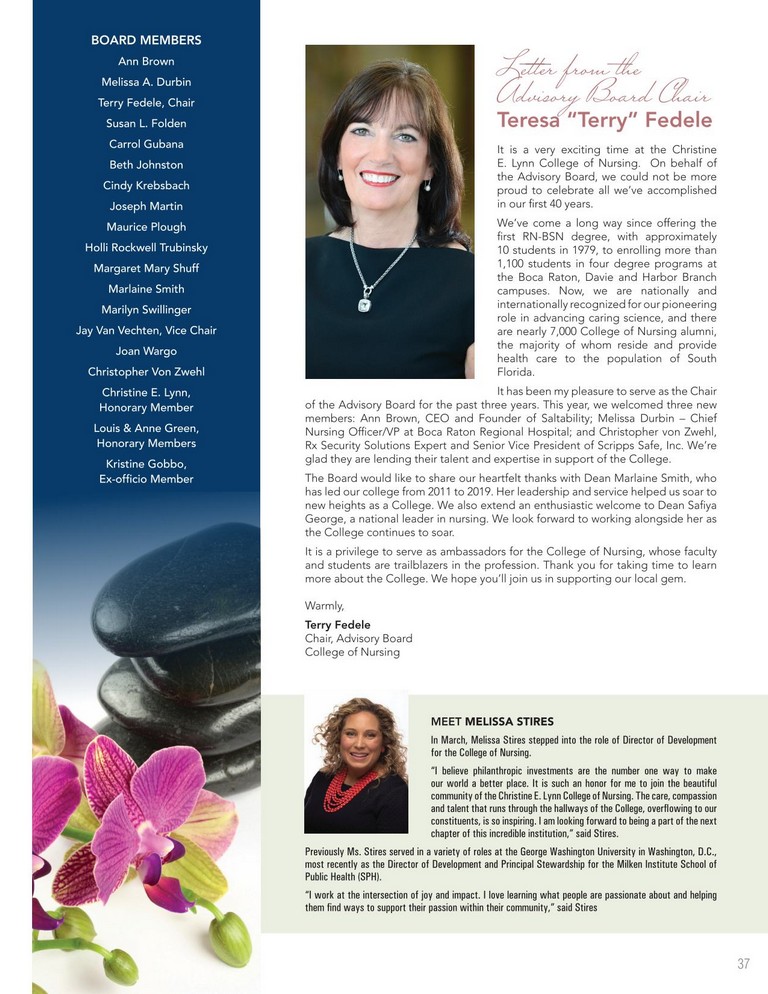 BOARD MEMBERS
Ann Brown
Melissa A. Durbin
Terry Fedele, Chair
Susan L. Folden
Carrol Gubana
Beth Johnston
Cindy Krebsbach
Joseph Martin
Maurice Plough
Holli Rockwell Trubinsky
Margaret Mary Shuff
Marlaine Smith
Marilyn Swillinger
Jay Van Vechten, Vice Chair
Joan Wargo
Christopher Von Zwehl
Christine E. Lynn,
Honorary Member
Louis & Anne Green,
Honorary Members
Kristine Gobbo,
Ex-officio Member
Letter from the
Advisory Board Chair
Teresa “Terry” Fedele
It is a very exciting time at the Christine
E. Lynn College of Nursing. On behalf of
the Advisory Board, we could not be more
proud to celebrate all we’ve accomplished
in our first 40 years.
We’ve come a long way since offering the
first RN-BSN degree, with approximately
10 students in 1979, to enrolling more than
1,100 students in four degree programs at
the Boca Raton, Davie and Harbor Branch
campuses. Now, we are nationally and
internationally recognized for our pioneering
role in advancing caring science, and there
are nearly 7,000 College of Nursing alumni,
the majority of whom reside and provide
health care to the population of South
Florida.
It has been my pleasure to serve as the Chair
of the Advisory Board for the past three years. This year, we welcomed three new
members: Ann Brown, CEO and Founder of Saltability; Melissa Durbin – Chief
Nursing Officer/VP at Boca Raton Regional Hospital; and Christopher von Zwehl,
Rx Security Solutions Expert and Senior Vice President of Scripps Safe, Inc. We’re
glad they are lending their talent and expertise in support of the College.
The Board would like to share our heartfelt thanks with Dean Marlaine Smith, who
has led our college from 2011 to 2019. Her leadership and service helped us soar to
new heights as a College. We also extend an enthusiastic welcome to Dean Safiya
George, a national leader in nursing. We look forward to working alongside her as
the College continues to soar.
It is a privilege to serve as ambassadors for the College of Nursing, whose faculty
and students are trailblazers in the profession. Thank you for taking time to learn
more about the College. We hope you’ll join us in supporting our local gem.
Warmly,
Terry Fedele
Chair, Advisory Board
College of Nursing
MEET MELISSA STIRES
In March, Melissa Stires stepped into the role of Director of Development
for the College of Nursing.
“I believe philanthropic investments are the number one way to make
our world a better place. It is such an honor for me to join the beautiful
community of the Christine E. Lynn College of Nursing. The care, compassion
and talent that runs through the hallways of the College, overflowing to our
constituents, is so inspiring. I am looking forward to being a part of the next
chapter of this incredible institution,” said Stires.
Previously Ms. Stires served in a variety of roles at the George Washington University in Washington, D.C.,
most recently as the Director of Development and Principal Stewardship for the Milken Institute School of
Public Health (SPH).
“I work at the intersection of joy and impact. I love learning what people are passionate about and helping
them find ways to support their passion within their community,” said Stires
37